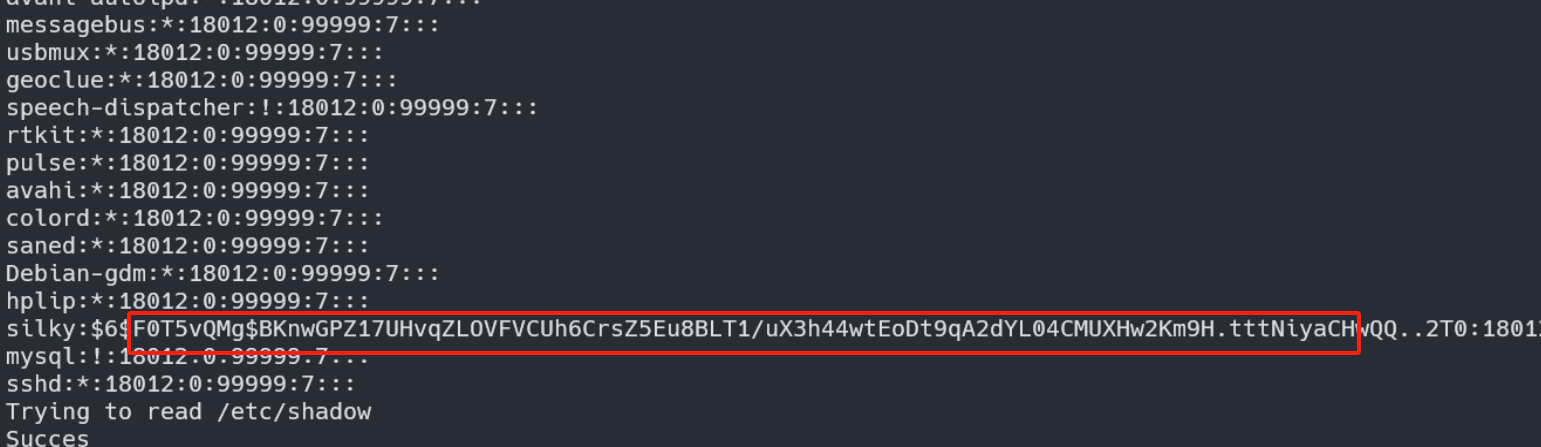 messagebus:*:18012:0:99999:7:::
usbmux:*:18012:0:99999:7:::
geoclue:*:18012:0:99999:7:::
speech-dispatcher:!:18012:0:99999:7:::
rtkit:*:18012:0:99999:7:::
pulse:*:18012:0:99999:7:::
avahi:*:18012:0:99999:7:::
colord:*:18012:0:99999:7:::
saned:*:18012:0:99999:7:::
Debian-gdm:*:18012:0:99999:7:::
hplip:*:18012:0:99999:7:::
silky:$6$F0T5vQMg$BKnwGPZ17UHvqZLOVFVCUh6CrsZ5Eu8BLT1/uX3h44wtEoDt9qA2dYL04CMUXHw2Km9H.tttNiyaCHwQQ..2T0:18012
mysql:!:18012:0:99999:7:::
sshd:*:18012:0:99999:7:::
Trying to read /etc/shadow
Succes